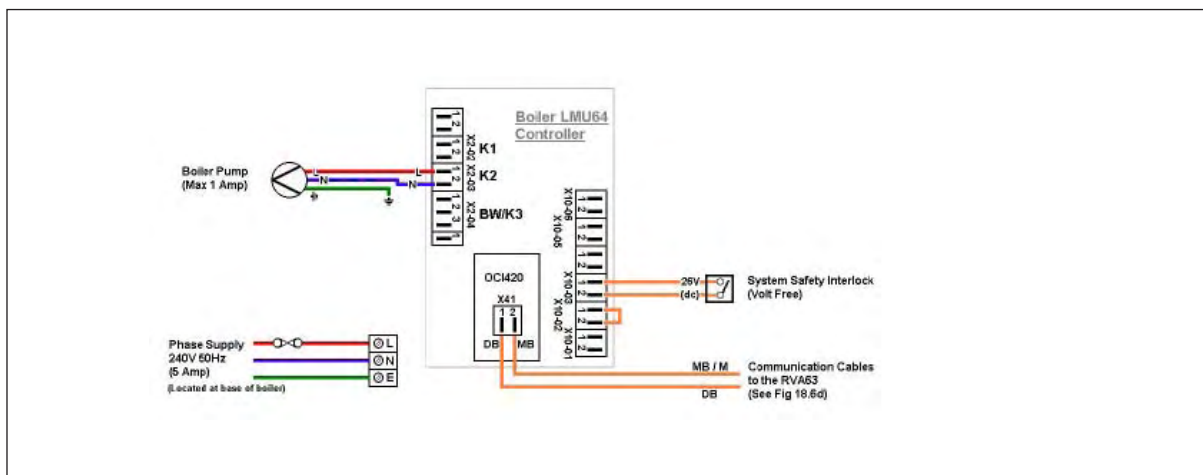 Boiler LMU64
Controller
1
2
X2-02
1
2
K1
Boiler Pump
(Max 1 Amp)
L
N
L
N
X2-03
1
2
K2
X2-04
1
2
3
BW/K3
1
X10-06
1
2
X10-05
1
2
1
2
OCI420
X41
1 2
DB MB
X10-03
1
2
26V
(dc)
System Safety Interlock
(Volt Free)
X10-02
1
2
X10-01
1
2
Phase Supply
240V 50Hz
(5 Amp)
(Located at base of boiler)
L
N
E
MB / M
DB
Communication Cables
to the RVA63
(See Fig 18.6d)